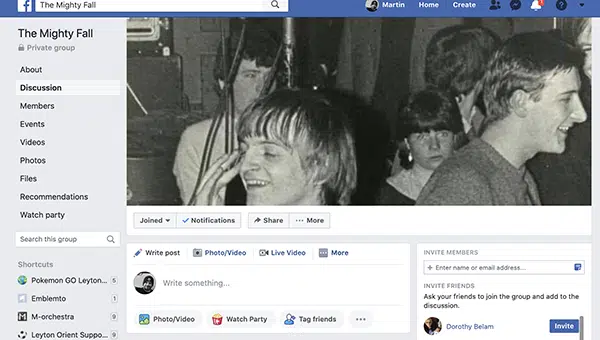 The Mighty Fall
Martin Home Create 1
The Mighty Fall
Private group
About
Discussion
Members
Events
Videos
Photos
Files
Recommendations
Watch party
Search this group
Shortcuts
Pokemon GO Leyton... 5
Emblemto 1
M-orchestra 9
Leyton Orient Suppo... 9
Joined Notifications Share ··· More
Write post Photo/Video Live Video More
Write something...
Photo/Video Watch Party Tag friends ···
INVITE MEMBERS
+ Enter name or email address...
INVITE FRIENDS
Ask your friends to join the group and add to the
discussion.
Dorothy Belam Invite